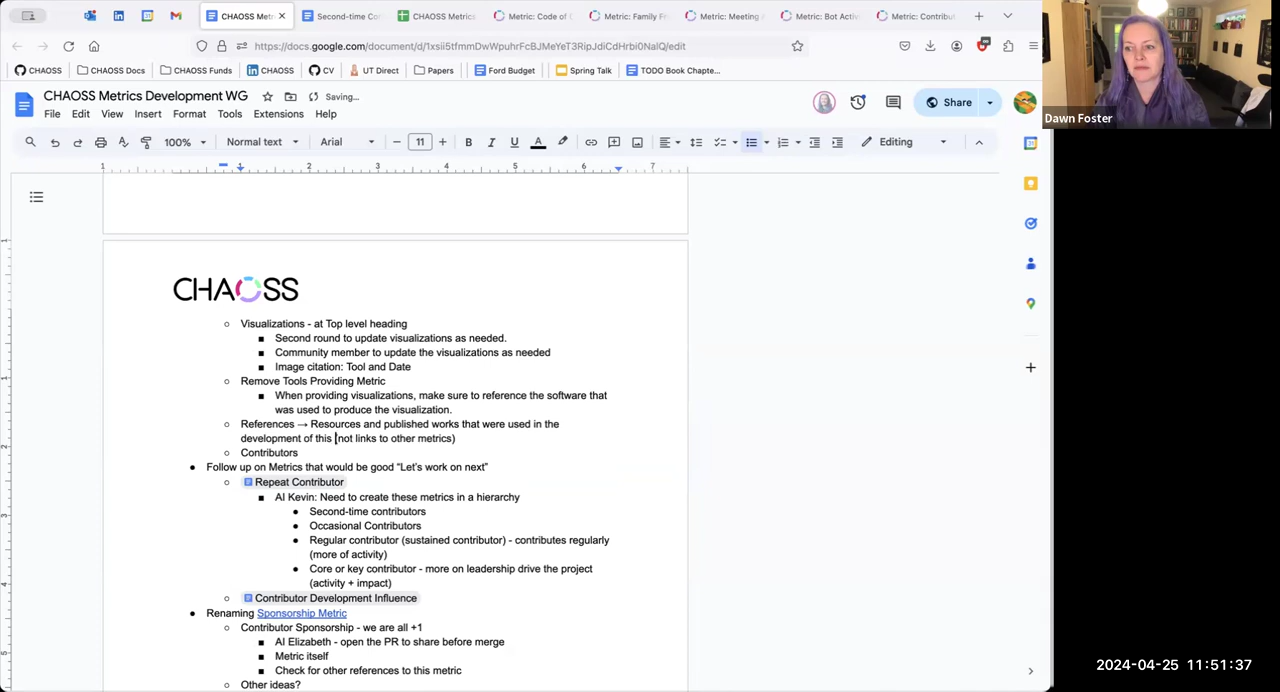 CHAOSS Metr
Second-time Co
CHAOSS Metrics
Metric: Code of
Metric: Family Fr
Metric: Meeting
Metric: Bot Activ
Metric: Contribut
https://docs.google.com/document/d/1xsii5tfmmDwWpuhrFcBJMeYeT3RipJdiCdHrbi0NalQ/edit
CHAOSS
CHAOSS Docs
CHAOSS Funds
CHAOSS
CV
UT Direct
Papers
Ford Budget
Spring Talk
TODO Book Chapte...
CHAOSS Metrics Development WG
Saving...
File Edit View Insert Format Tools Extensions Help
Share
100%
Normal text
Arial
11
Editing
1 1 2 3 4 5 6 7
CHAOSS
Visualizations - at Top level heading
Second round to update visualizations as needed.
Community member to update the visualizations as needed
Image citation: Tool and Date
Remove Tools Providing Metric
When providing visualizations, make sure to reference the software that
was used to produce the visualization.
References → Resources and published works that were used in the
development of this (not links to other metrics)
Contributors
Follow up on Metrics that would be good “Let’s work on next”
Repeat Contributor
AI Kevin: Need to create these metrics in a hierarchy
Second-time contributors
Occasional Contributors
Regular contributor (sustained contributor) - contributes regularly
(more of activity)
Core or key contributor - more on leadership drive the project
(activity + impact)
Contributor Development Influence
Renaming Sponsorship Metric
Contributor Sponsorship - we are all +1
AI Elizabeth - open the PR to share before merge
Metric itself
Check for other references to this metric
Other ideas?
Dawn Foster
2024-04-25 11:51:37